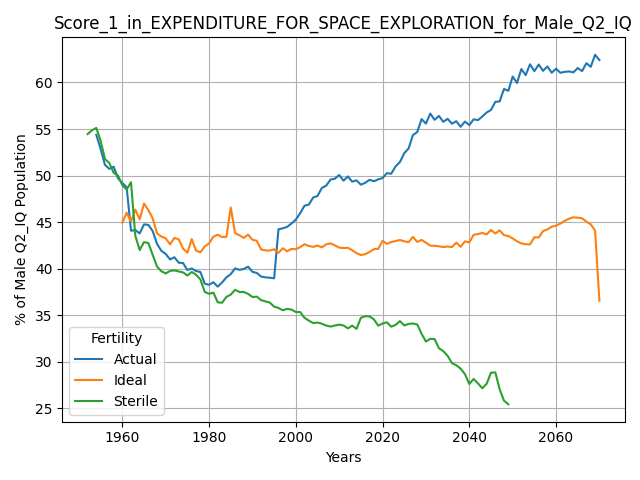 Score_1_in_EXPENDITURE_FOR_SPACE_EXPLORATION_for_Male_Q2_IQ
% of Male Q2_IQ Population
60
55
50
45
40
35
30
25
Fertility
Actual
Ideal
Sterile
1960 1980 2000 2020 2040 2060
Years